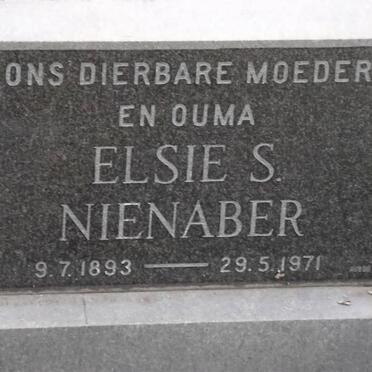 ONS DIERBARE MOEDER
EN OUMA
ELSIE S.
NIENABER
9.7.1893 — 29.5.1971